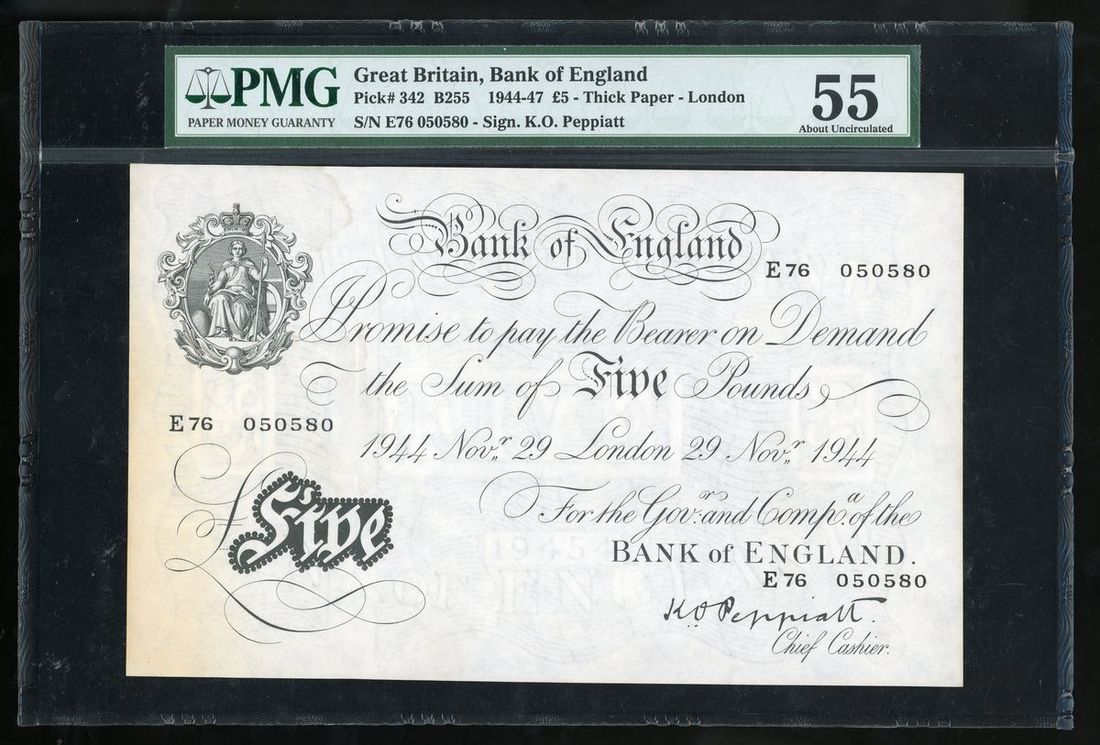 PMG
PAPER MONEY GUARANTY
Great Britain, Bank of England
Pick# 342 B255 1944-47 £5 - Thick Paper - London
S/N E76 050580 - Sign. K.O. Peppiatt
55
About Uncirculated
Bank of England
E76 050580
I Promise to pay the Bearer on Demand
the Sum of Five Pounds
E76 050580
1944 Novr. 29 London 29 Novr. 1944
£Five
For the Govr. and Compa. of the
BANK of ENGLAND.
E76 050580
K.O Peppiatt.
Chief Cashier.